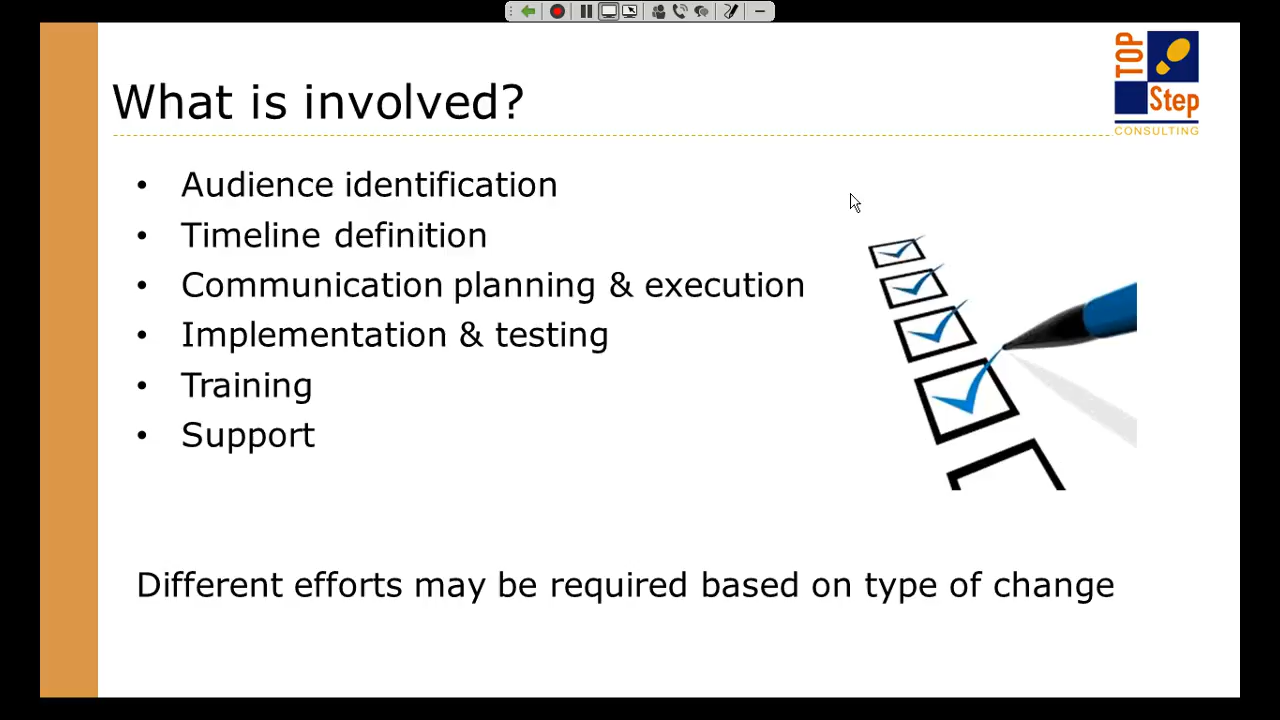 What is involved?
TOP
Step
CONSULTING
• Audience identification
• Timeline definition
• Communication planning & execution
• Implementation & testing
• Training
• Support
Different efforts may be required based on type of change